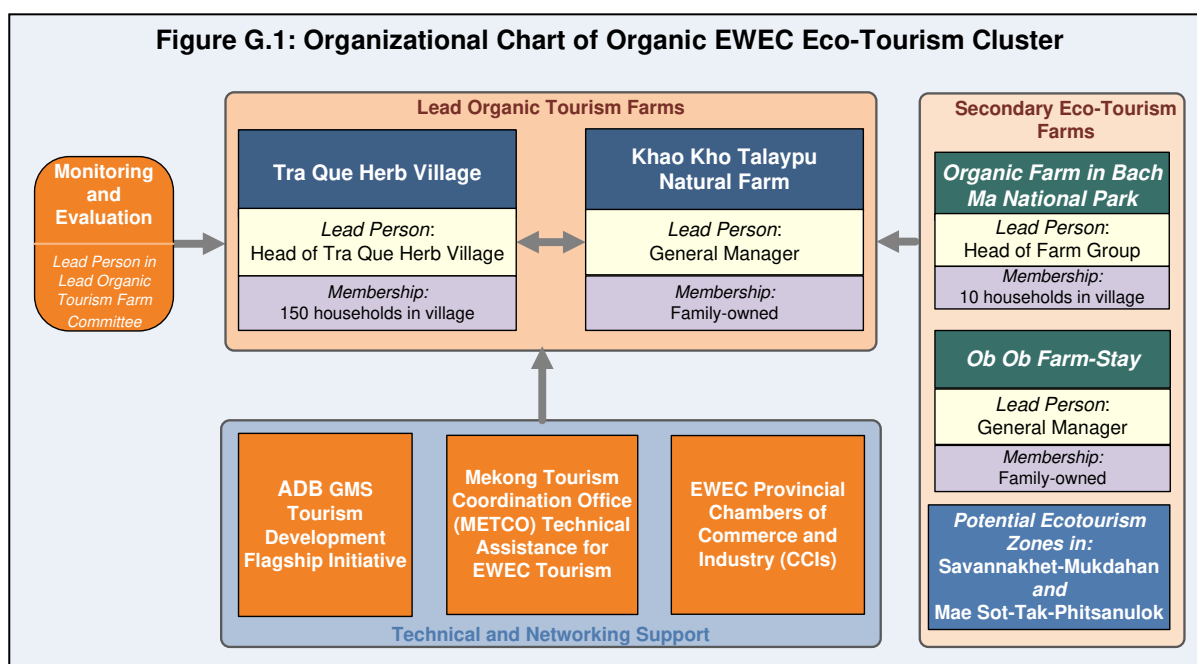 Figure G.1: Organizational Chart of Organic EWEC Eco-Tourism Cluster
Monitoring
and
Evaluation
Lead Person in
Lead Organic
Tourism Farm
Committee
Lead Organic Tourism Farms
Tra Que Herb Village
Lead Person:
Head of Tra Que Herb Village
Membership:
150 households in village
Khao Kho Talaypu
Natural Farm
Lead Person:
General Manager
Membership:
Family-owned
Secondary Eco-Tourism
Farms
Organic Farm in Bach
Ma National Park
Lead Person:
Head of Farm Group
Membership:
10 households in village
Ob Ob Farm-Stay
Lead Person:
General Manager
Membership:
Family-owned
Potential Ecotourism
Zones in:
Savannakhet-Mukdahan
and
Mae Sot-Tak-Phitsanulok
ADB GMS
Tourism
Development
Flagship Initiative
Mekong Tourism
Coordination Office
(METCO) Technical
Assistance for
EWEC Tourism
EWEC Provincial
Chambers of
Commerce and
Industry (CCIs)
Technical and Networking Support